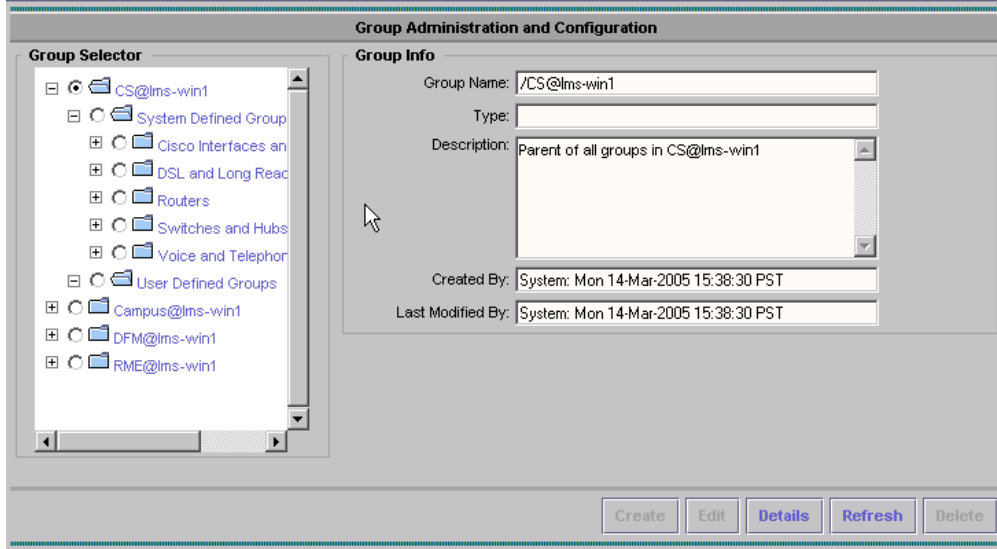 Group Administration and Configuration
Group Selector
CS@lms-win1
System Defined Group
Cisco Interfaces an
DSL and Long Reac
Routers
Switches and Hubs
Voice and Telephor
User Defined Groups
Campus@lms-win1
DFM@lms-win1
RME@lms-win1
Group Info
Group Name: /CS@lms-win1
Type:
Description: Parent of all groups in CS@lms-win1
Created By: System: Mon 14-Mar-2005 15:38:30 PST
Last Modified By: System: Mon 14-Mar-2005 15:38:30 PST
Create Edit Details Refresh Delete